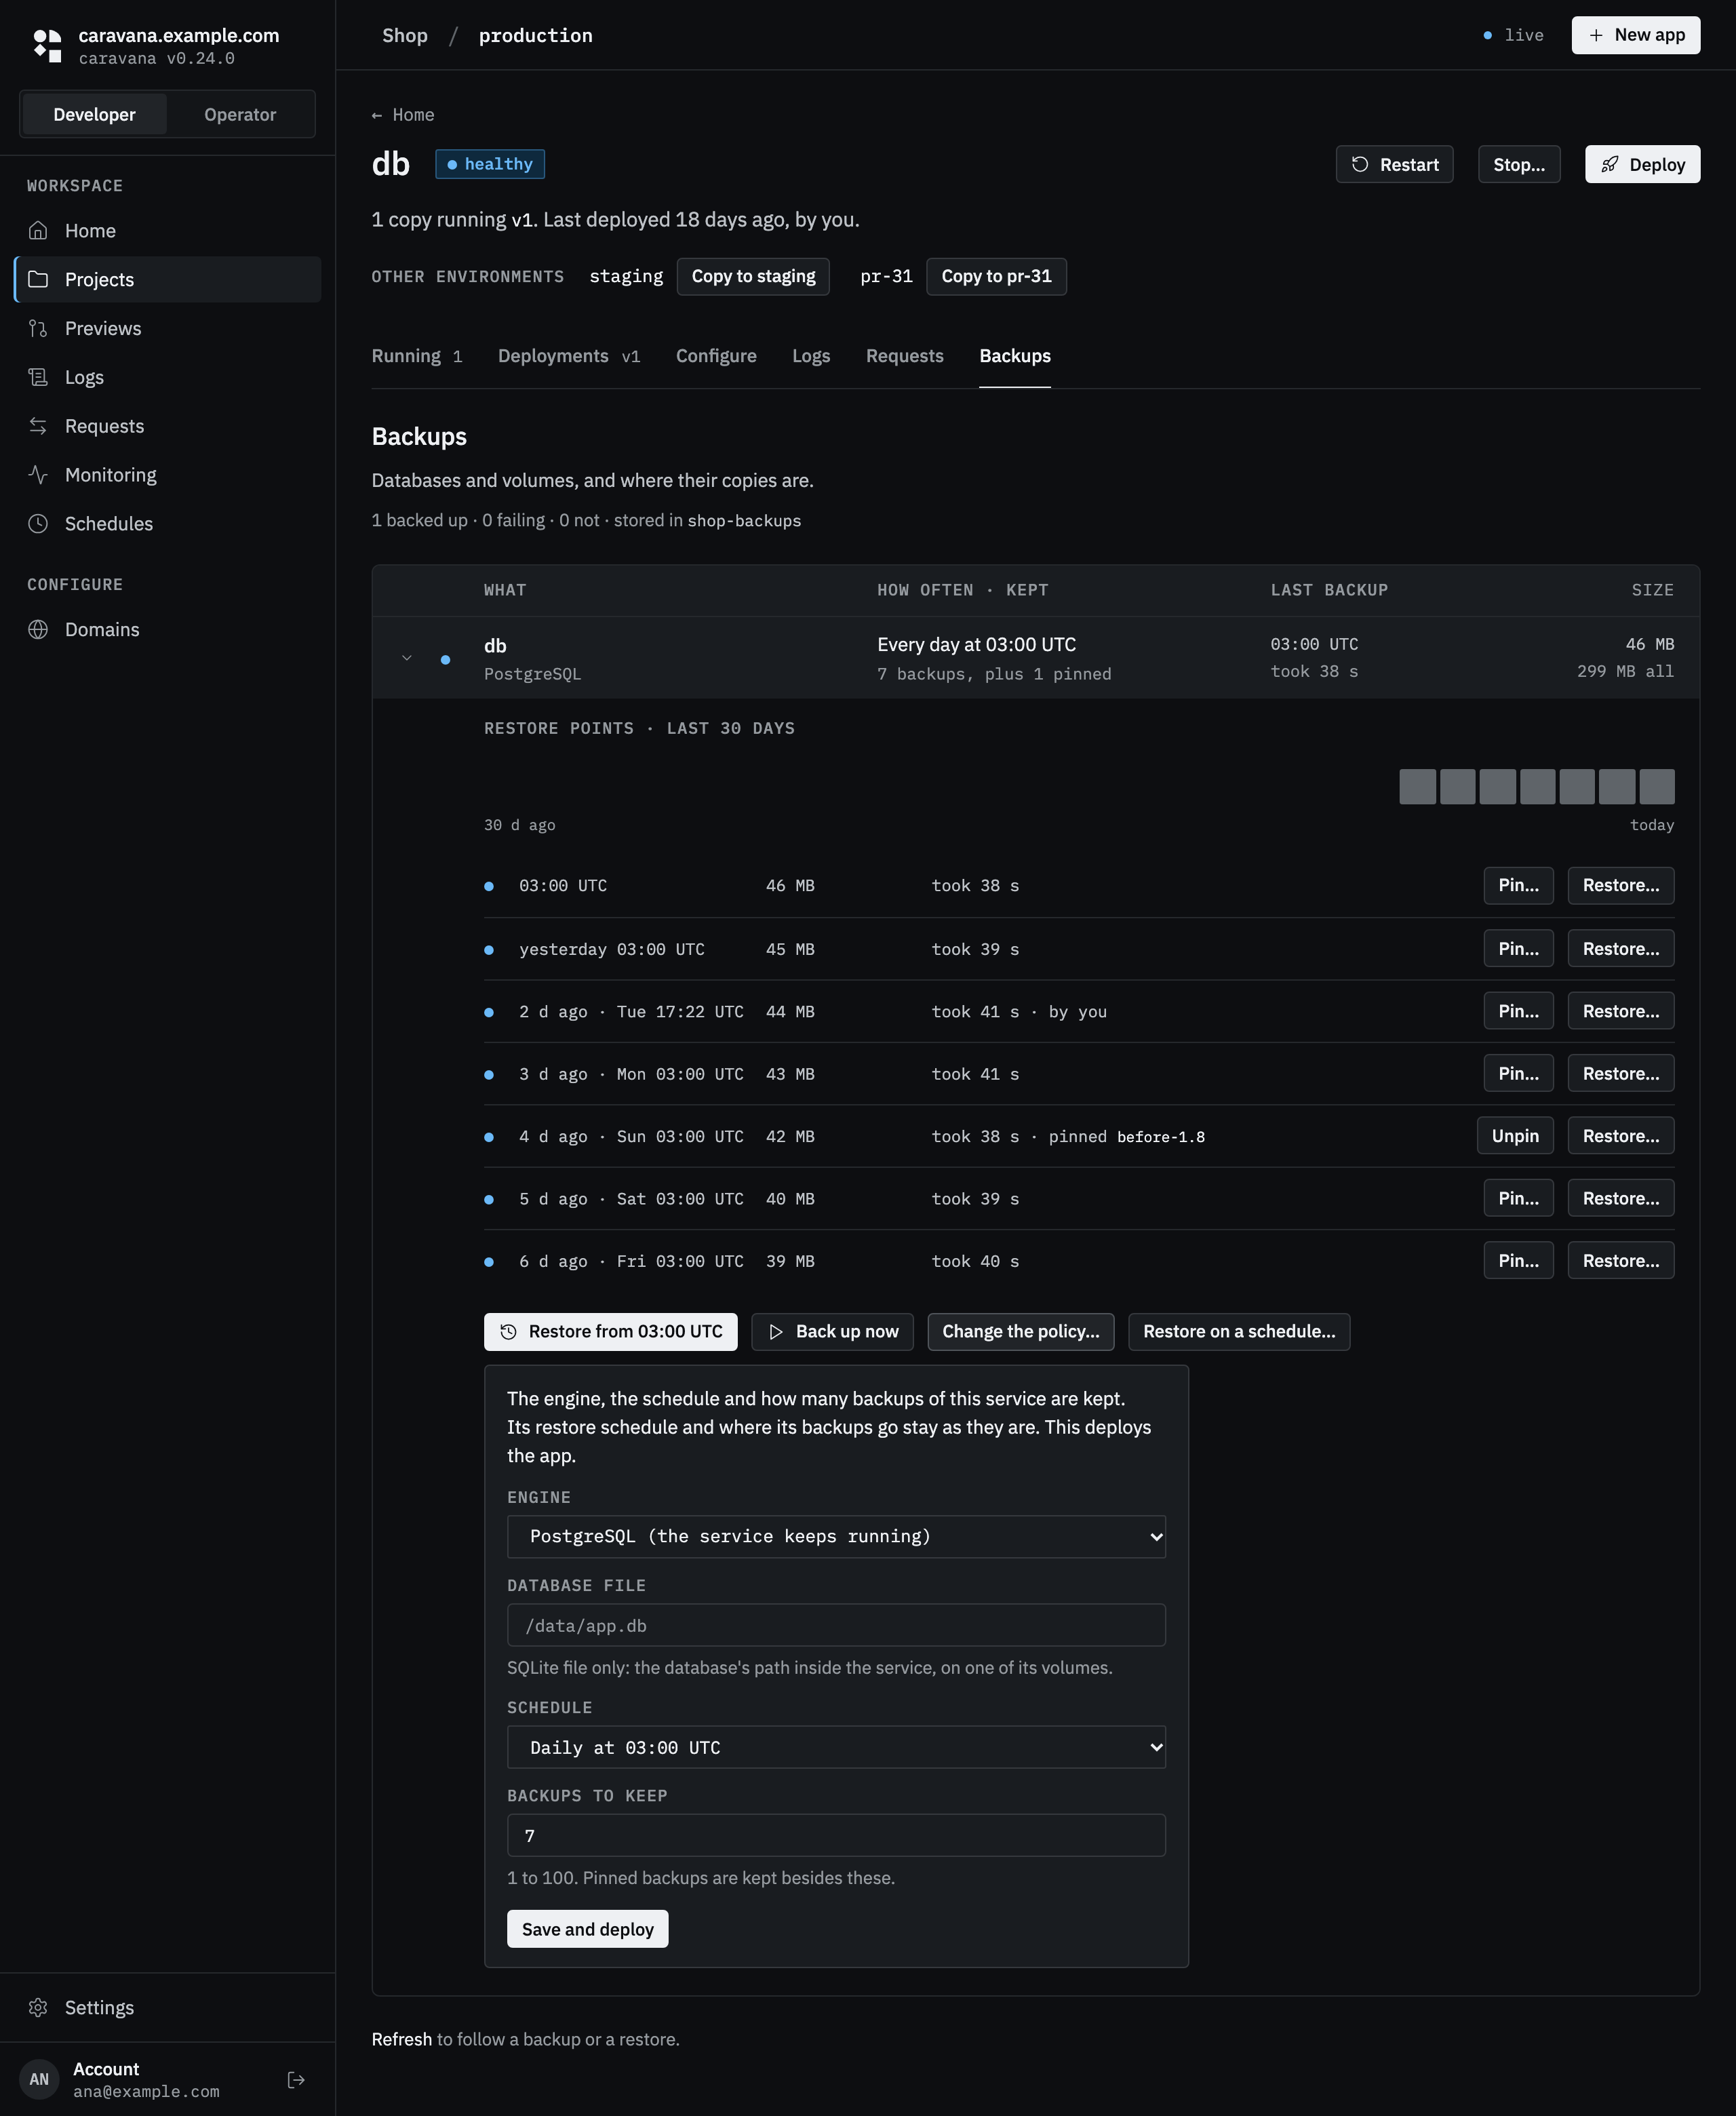 caravana.example.com
caravana v0.24.0
Developer
Operator
WORKSPACE
Home
Projects
Previews
Logs
Requests
Monitoring
Schedules
CONFIGURE
Domains
Settings
AN
Account
ana@example.com
Shop / production
live
+ New app
← Home
db
healthy
Restart
Stop...
Deploy
1 copy running v1. Last deployed 18 days ago, by you.
OTHER ENVIRONMENTS staging Copy to staging pr-31 Copy to pr-31
Running 1 Deployments v1 Configure Logs Requests Backups
Backups
Databases and volumes, and where their copies are.
1 backed up · 0 failing · 0 not · stored in shop-backups
WHAT HOW OFTEN · KEPT LAST BACKUP SIZE
db Every day at 03:00 UTC 03:00 UTC 46 MB
PostgreSQL 7 backups, plus 1 pinned took 38 s 299 MB all
RESTORE POINTS · LAST 30 DAYS
30 d ago today
03:00 UTC 46 MB took 38 s Pin... Restore...
yesterday 03:00 UTC 45 MB took 39 s Pin... Restore...
2 d ago · Tue 17:22 UTC 44 MB took 41 s · by you Pin... Restore...
3 d ago · Mon 03:00 UTC 43 MB took 41 s Pin... Restore...
4 d ago · Sun 03:00 UTC 42 MB took 38 s · pinned before-1.8 Unpin Restore...
5 d ago · Sat 03:00 UTC 40 MB took 39 s Pin... Restore...
6 d ago · Fri 03:00 UTC 39 MB took 40 s Pin... Restore...
Restore from 03:00 UTC Back up now Change the policy... Restore on a schedule...
The engine, the schedule and how many backups of this service are kept.
Its restore schedule and where its backups go stay as they are. This deploys
the app.
ENGINE
PostgreSQL (the service keeps running)
DATABASE FILE
/data/app.db
SQLite file only: the database's path inside the service, on one of its volumes.
SCHEDULE
Daily at 03:00 UTC
BACKUPS TO KEEP
7
1 to 100. Pinned backups are kept besides these.
Save and deploy
Refresh to follow a backup or a restore.